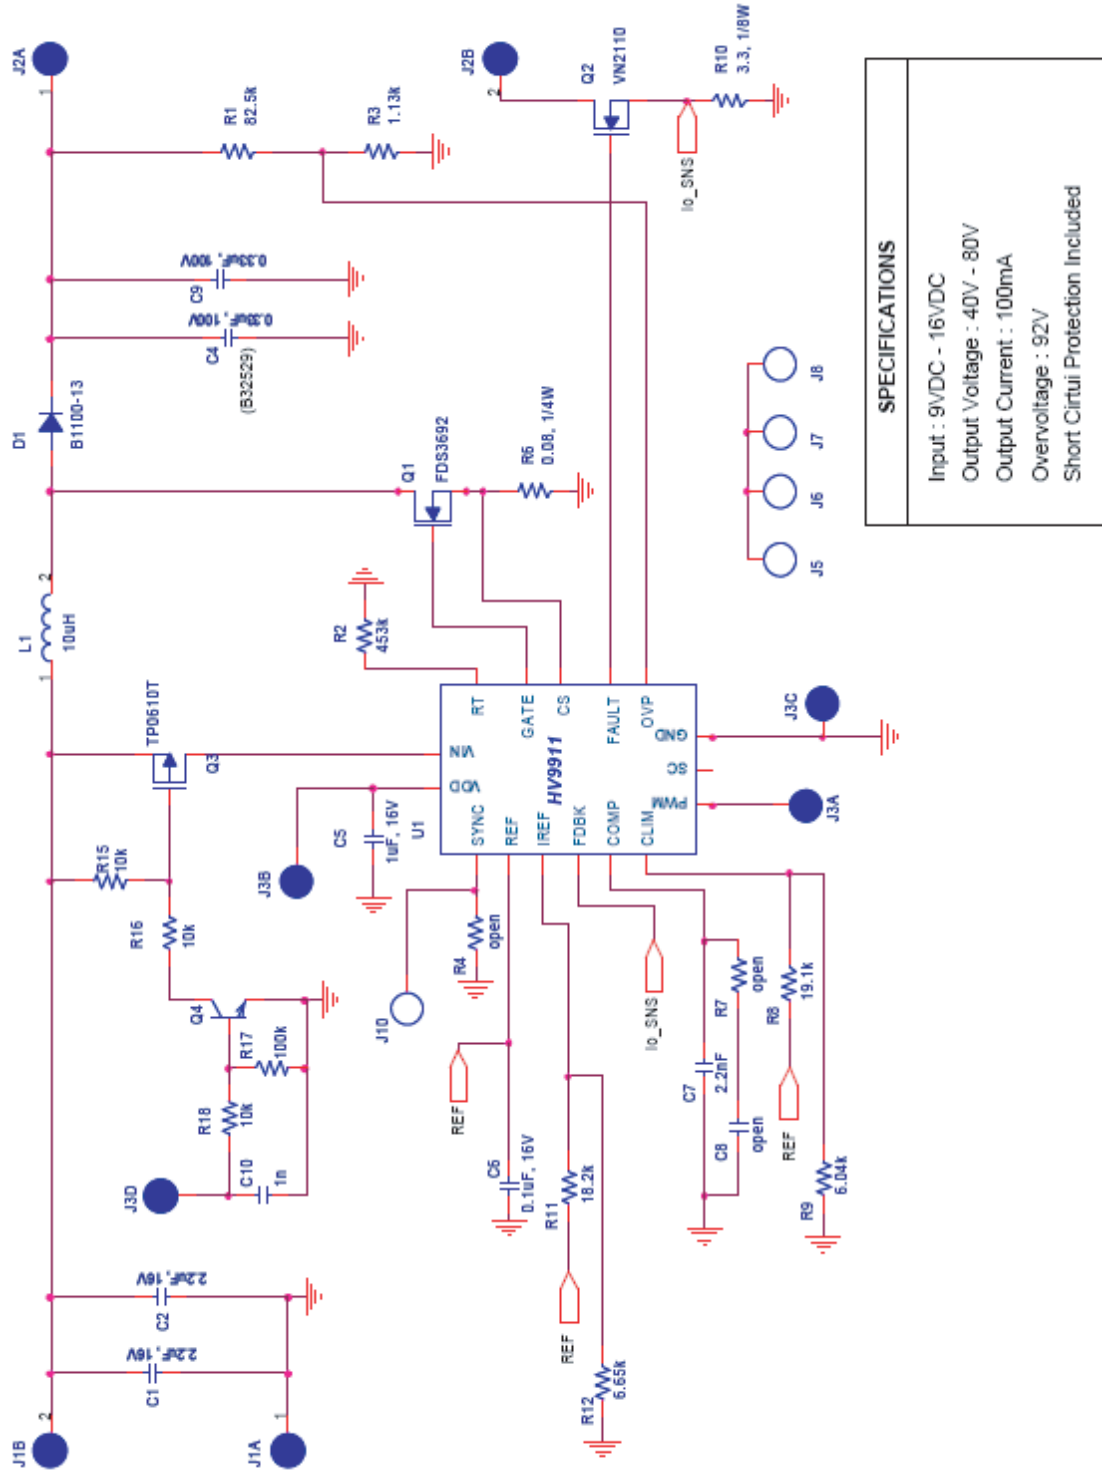 J1B
2
J1A
1
C1
2.2uF, 16V
C2
2.2uF, 16V
J3D
C10
1n
R18
10k
R17
100k
Q4
R16
10k
R15
10k
TP0610T
Q3
L1
10uH
1
2
D1
B1100-13
C4
0.33uF, 100V
(B32529)
C9
0.33uF, 100V
R1
82.5k
R3
1.13k
J2A
1
J2B
2
Q2
VN2110
Io_SNS
R10
3.3, 1/8W
Q1
FDS3692
R6
0.08, 1/4W
R2
453k
J3B
C5
1uF, 16V
U1
HV9911
VDD
VIN
SYNC
REF
IREF
FDBK
COMP
CLIM
RT
GATE
CS
FAULT
OVP
PWM
SC
GND
J10
R4
open
REF
C6
0.1uF, 16V
R11
18.2k
REF
R12
6.65k
Io_SNS
C7
2.2nF
C8
open
R7
open
R8
19.1k
REF
R9
6.04k
J3A
J3C
J5
J6
J7
J8
SPECIFICATIONS
Input : 9VDC - 16VDC
Output Voltage : 40V - 80V
Output Current : 100mA
Overvoltage : 92V
Short Cirtui Protection Included